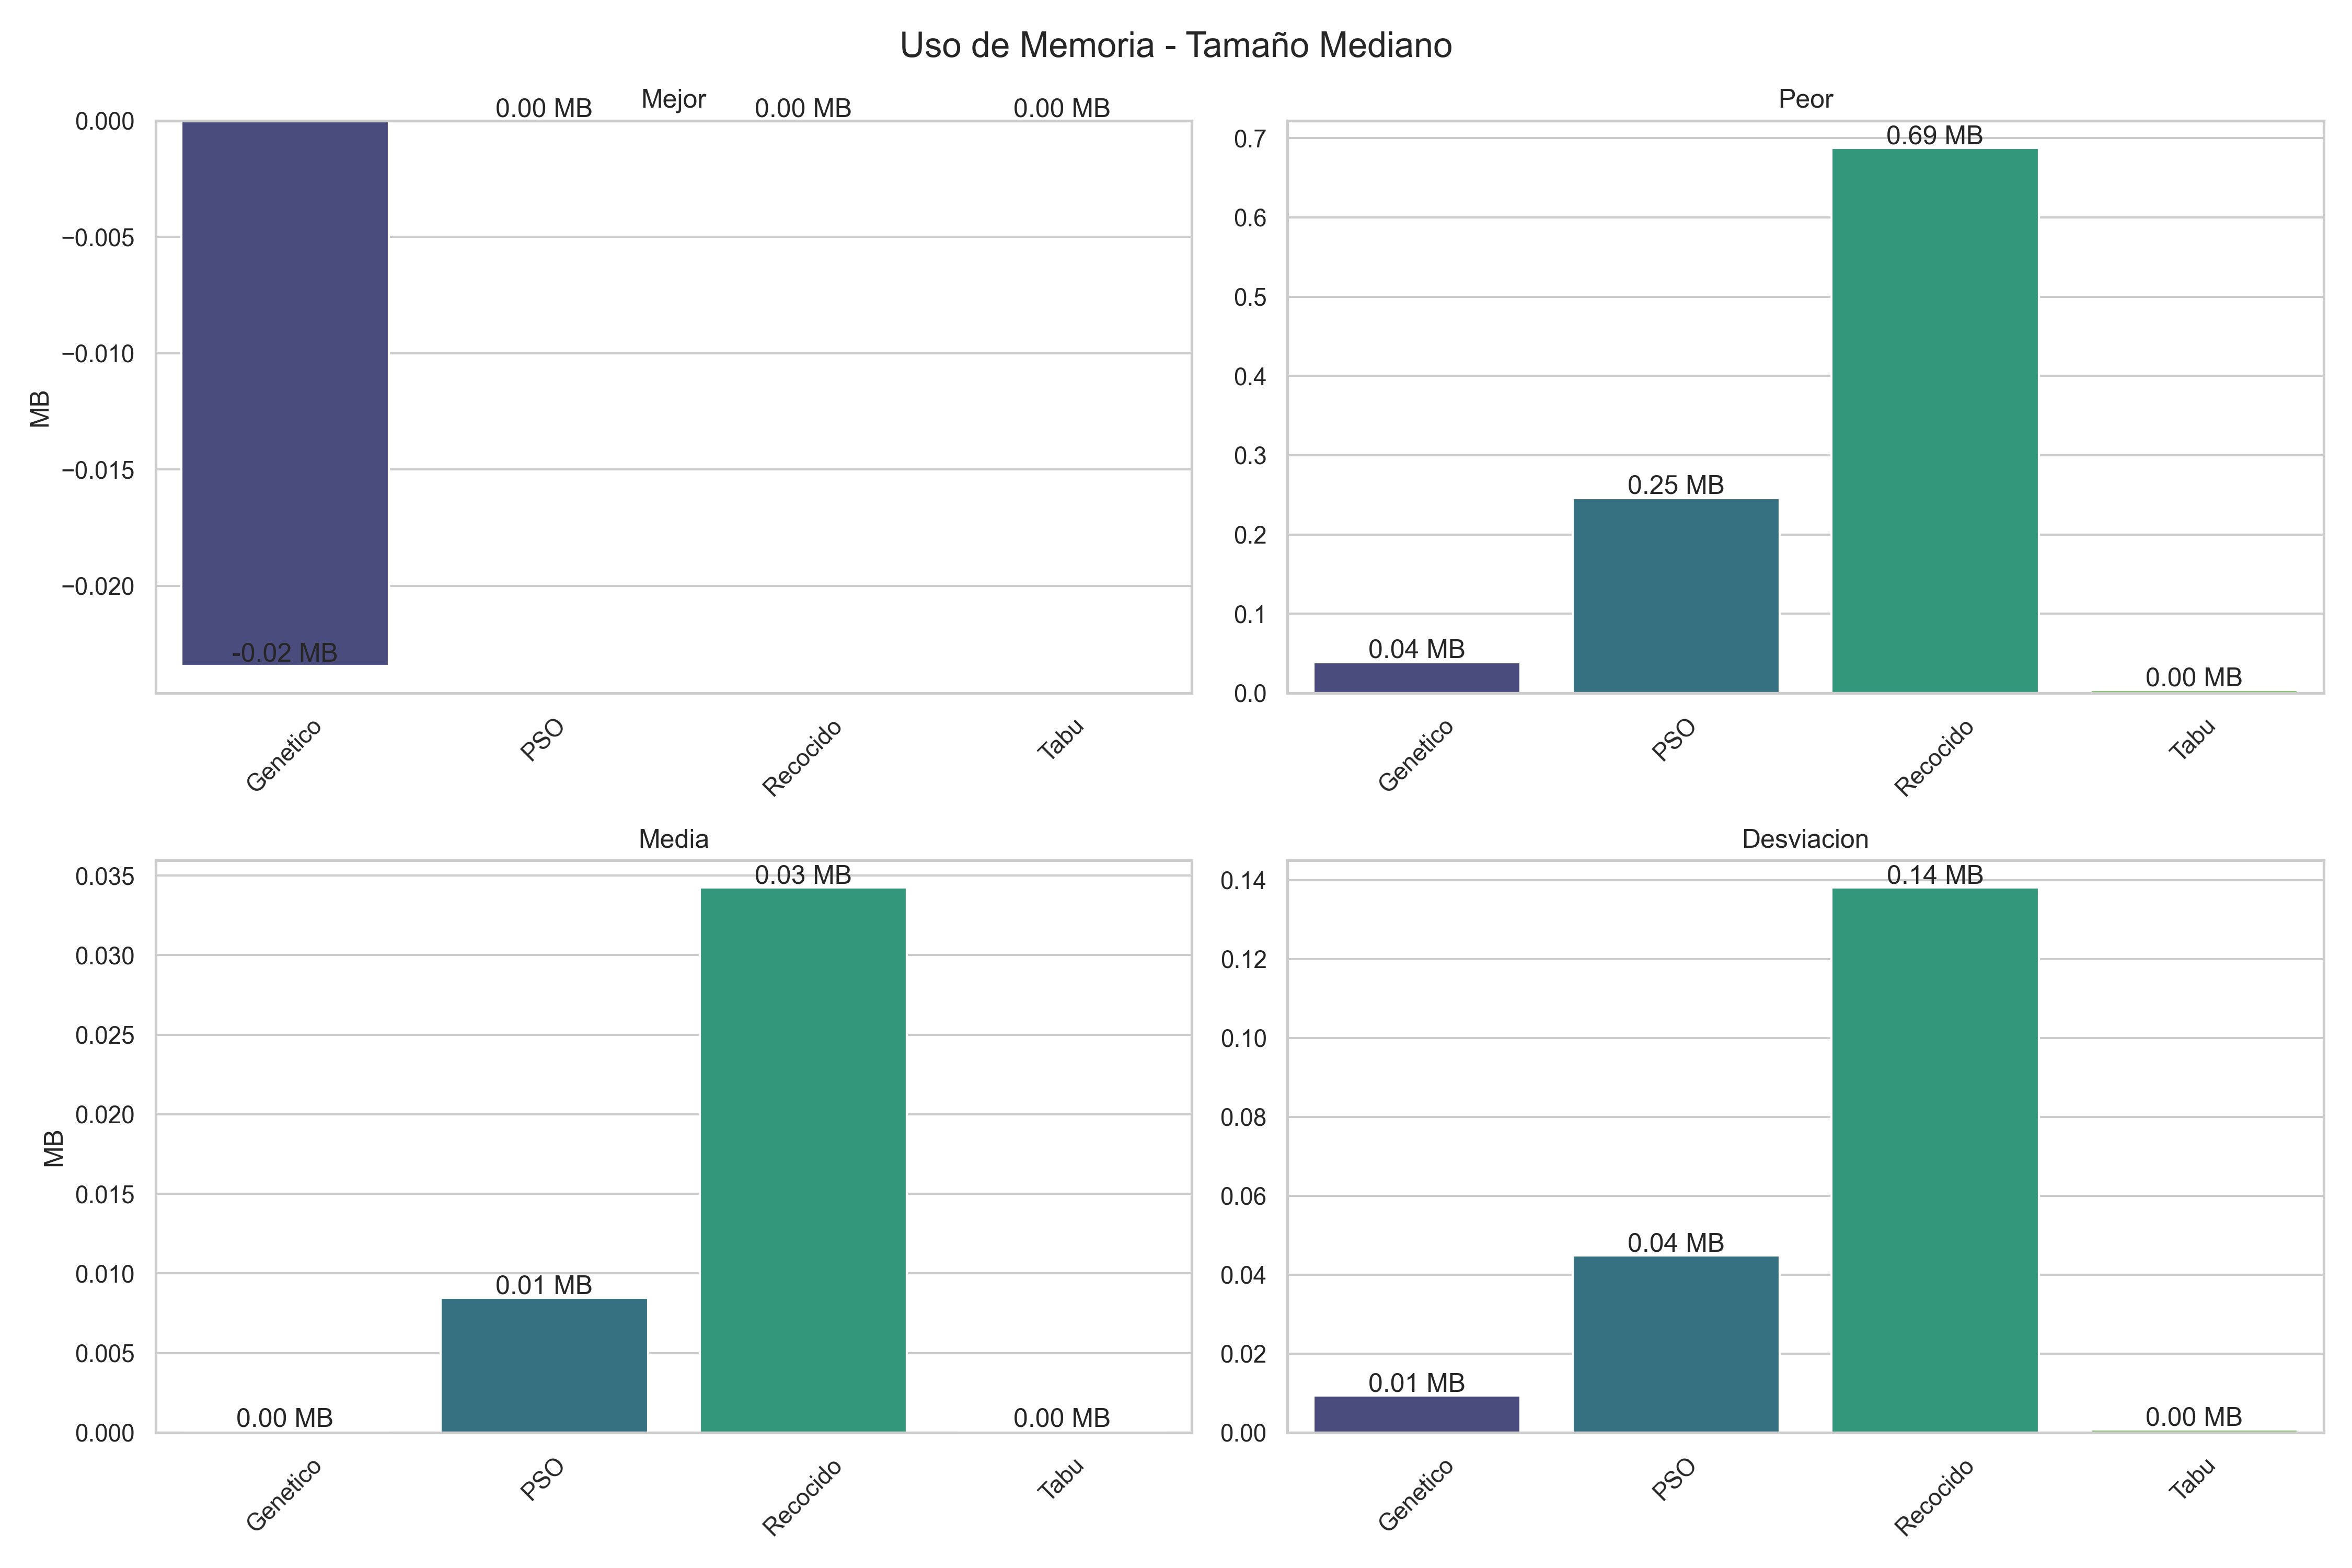 Uso de Memoria - Tamaño Mediano
Mejor
0.000
−0.005
−0.010
−0.015
−0.020
MB
-0.02 MB
0.00 MB
0.00 MB
0.00 MB
Genetico
PSO
Recocido
Tabu
Peor
0.7
0.6
0.5
0.4
0.3
0.2
0.1
0.0
0.04 MB
0.25 MB
0.69 MB
0.00 MB
Genetico
PSO
Recocido
Tabu
Media
0.035
0.030
0.025
0.020
0.015
0.010
0.005
0.000
MB
0.00 MB
0.01 MB
0.03 MB
0.00 MB
Genetico
PSO
Recocido
Tabu
Desviacion
0.14
0.12
0.10
0.08
0.06
0.04
0.02
0.00
0.01 MB
0.04 MB
0.14 MB
0.00 MB
Genetico
PSO
Recocido
Tabu